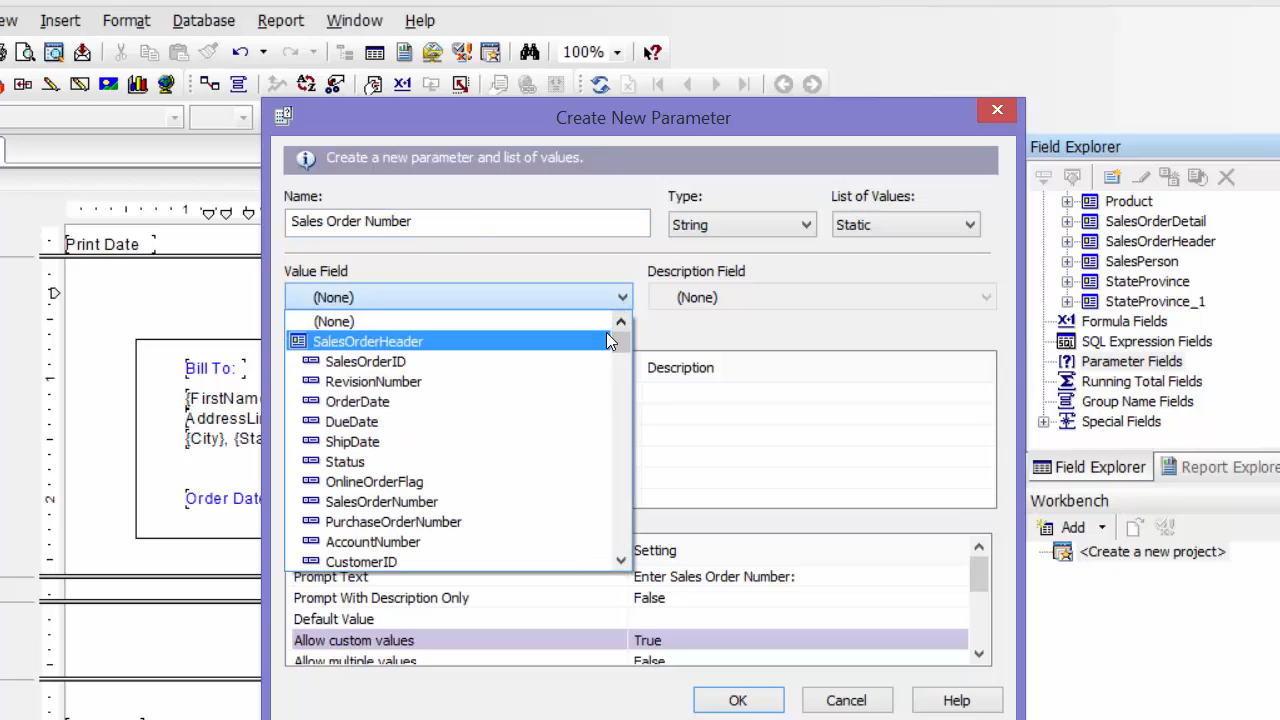 ew Insert Format Database Report Window Help
100%
Create New Parameter
Create a new parameter and list of values.
Name:
Type:
List of Values:
Sales Order Number
String
Static
Value Field
Description Field
(None)
(None)
(None)
SalesOrderHeader
SalesOrderID
RevisionNumber
OrderDate
DueDate
ShipDate
Status
OnlineOrderFlag
SalesOrderNumber
PurchaseOrderNumber
AccountNumber
CustomerID
Description
Setting
Prompt Text Enter Sales Order Number:
Prompt With Description Only False
Default Value
Allow custom values True
Allow multiple values False
OK Cancel Help
1
Print Date
1
Bill To:
{FirstNam
AddressLin
{City}, {Sta
2
Order Date
Field Explorer
Product
SalesOrderDetail
SalesOrderHeader
SalesPerson
StateProvince
StateProvince_1
Formula Fields
SQL Expression Fields
Parameter Fields
Running Total Fields
Group Name Fields
Special Fields
Field Explorer Report Explore
Workbench
Add
<Create a new project>